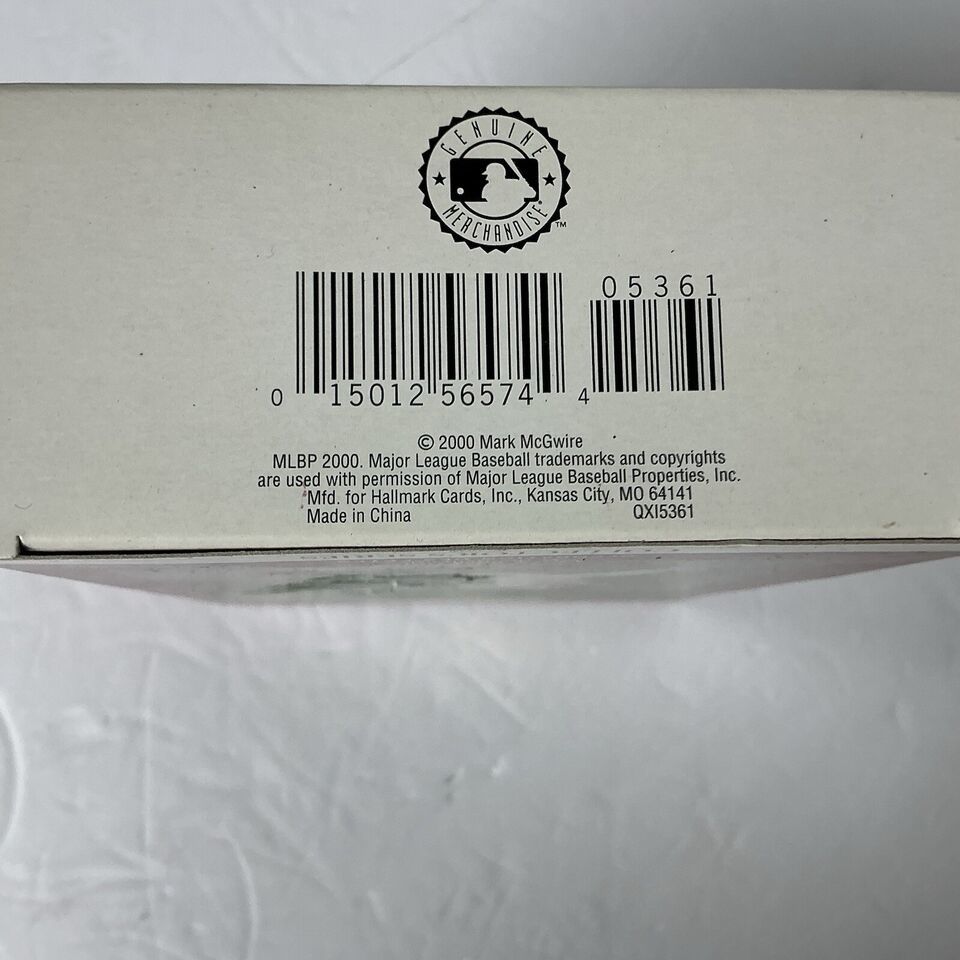 GENUINE
MERCHANDISE® ™
05361
0 15012 56574 4
© 2000 Mark McGwire
MLBP 2000. Major League Baseball trademarks and copyrights
are used with permission of Major League Baseball Properties, Inc.
Mfd. for Hallmark Cards, Inc., Kansas City, MO 64141
Made in China QXI5361